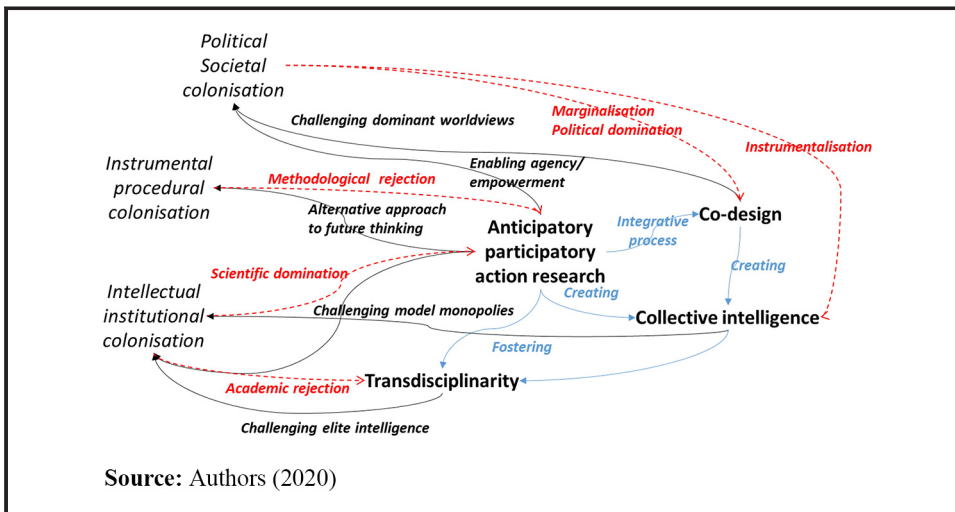 Political
Societal
colonisation
Challenging dominant worldviews
Marginalisation
Political domination
Instrumentalisation
Instrumental
procedural
colonisation
Methodological rejection
Enabling agency/
empowerment
Alternative approach
to future thinking
Anticipatory
participatory
action research
Integrative
process
Co-design
Creating
Scientific domination
Intellectual
institutional
colonisation
Creating
Challenging model monopolies
Collective intelligence
Fostering
Academic rejection
Transdisciplinarity
Challenging elite intelligence
Source: Authors (2020)